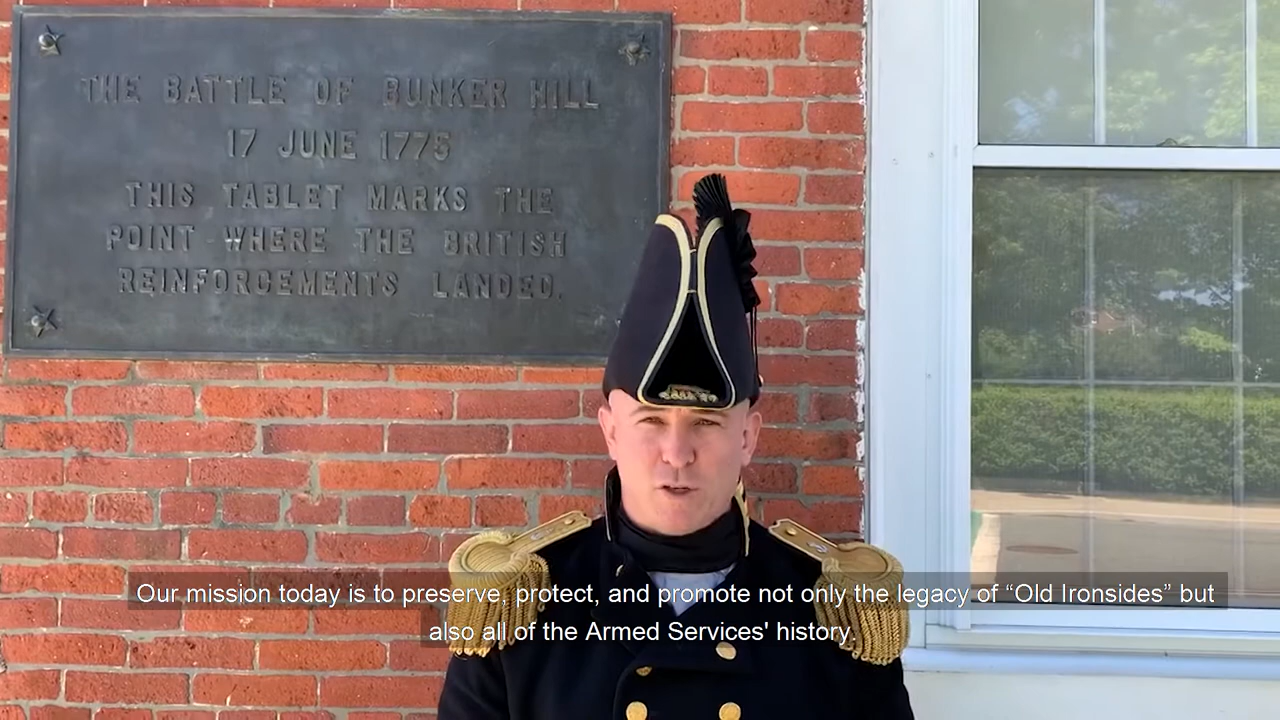 THE BATTLE OF BUNKER HILL
17 JUNE 1775
THIS TABLET MARKS THE
POINT WHERE THE BRITISH
REINFORCEMENTS LANDED.
Our mission today is to preserve, protect, and promote not only the legacy of “Old Ironsides” but
also all of the Armed Services' history.